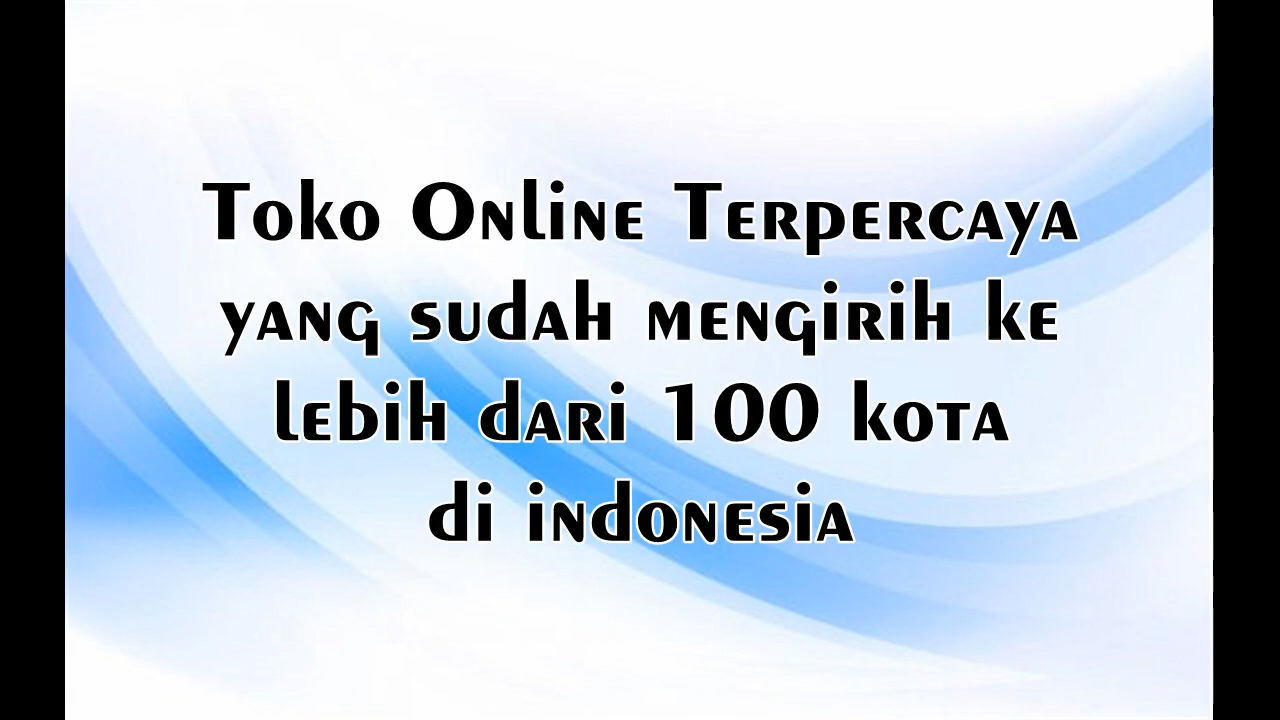 Toko Online Terpercaya
yang sudah mengirih ke
lebih dari 100 kota
di indonesia